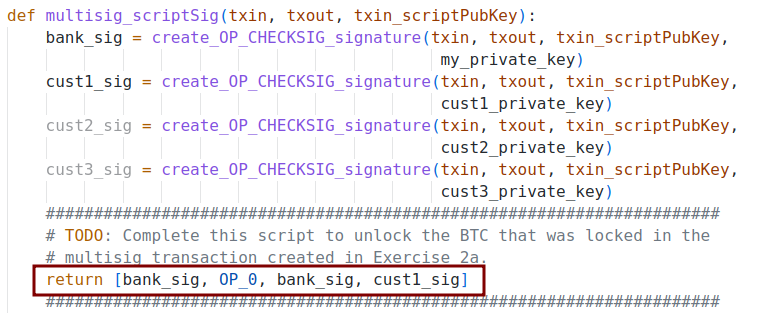 def multisig_scriptSig(txin, txout, txin_scriptPubKey):
    bank_sig = create_OP_CHECKSIG_signature(txin, txout, txin_scriptPubKey,
                                             my_private_key)
    cust1_sig = create_OP_CHECKSIG_signature(txin, txout, txin_scriptPubKey,
                                             cust1_private_key)
    cust2_sig = create_OP_CHECKSIG_signature(txin, txout, txin_scriptPubKey,
                                             cust2_private_key)
    cust3_sig = create_OP_CHECKSIG_signature(txin, txout, txin_scriptPubKey,
                                             cust3_private_key)
    ######################################################################
    # TODO: Complete this script to unlock the BTC that was locked in the
    # multisig transaction created in Exercise 2a.
    return [bank_sig, OP_0, bank_sig, cust1_sig]
    ######################################################################